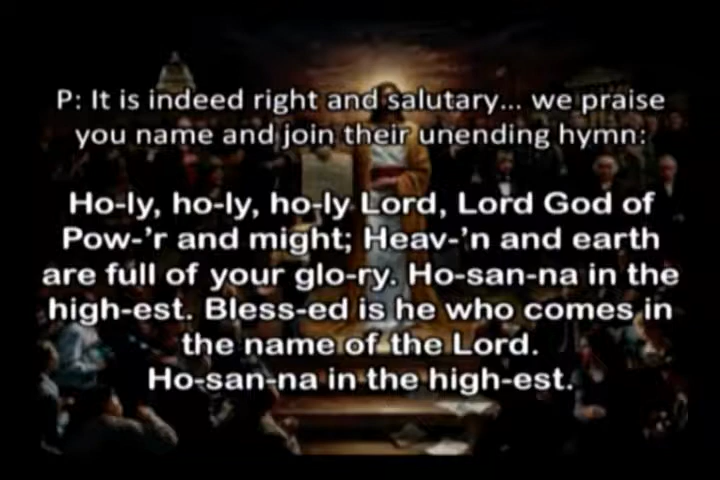 P: It is indeed right and salutary... we praise
you name and join their unending hymn:
Ho-ly, ho-ly, ho-ly Lord, Lord God of
Pow-'r and might; Heav-'n and earth
are full of your glo-ry. Ho-san-na in the
high-est. Bless-ed is he who comes in
the name of the Lord.
Ho-san-na in the high-est.